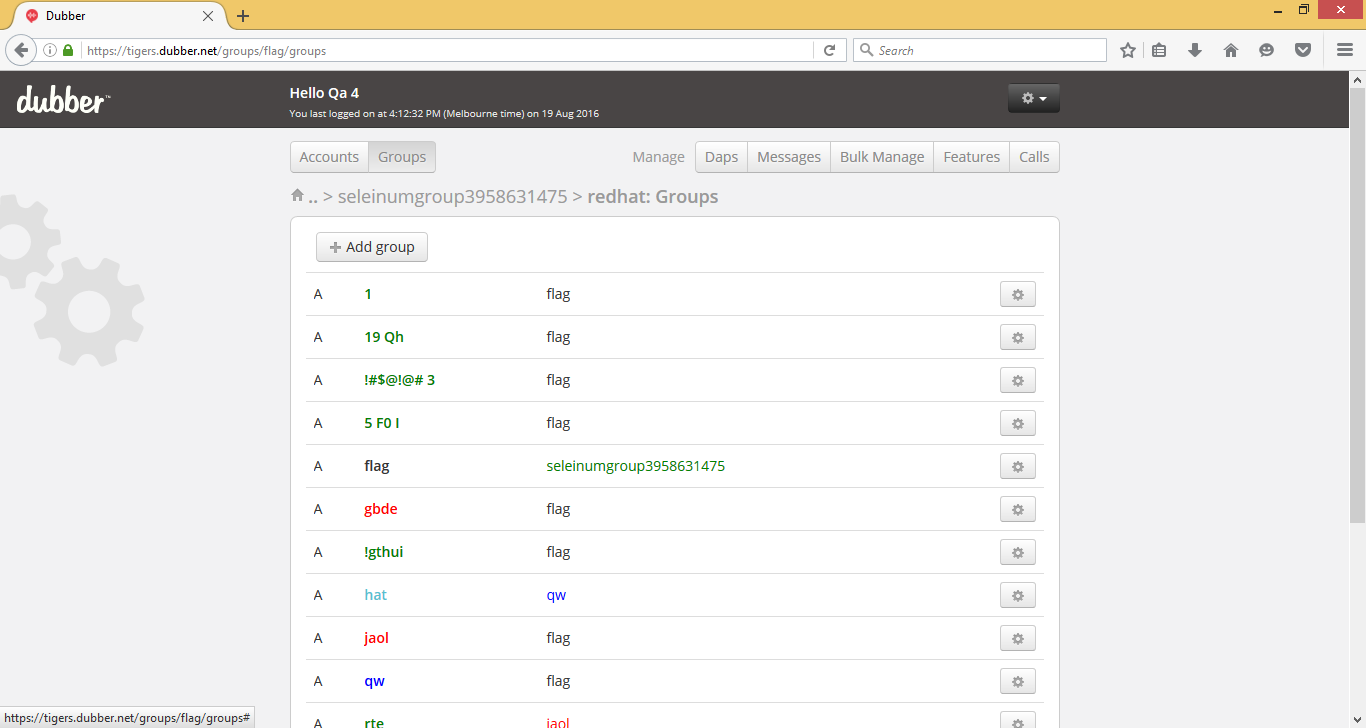 Dubber
https://tigers.dubber.net/groups/flag/groups
Search
dubber™
Hello Qa 4
You last logged on at 4:12:32 PM (Melbourne time) on 19 Aug 2016
Accounts Groups Manage Daps Messages Bulk Manage Features Calls
.. > seleinumgroup3958631475 > redhat: Groups
+ Add group
A 1 flag
A 19 Qh flag
A !#$@!@# 3 flag
A 5 F0 I flag
A flag seleinumgroup3958631475
A gbde flag
A !gthui flag
A hat qw
A jaol flag
A qw flag
A rte jaol
https://tigers.dubber.net/groups/flag/groups#